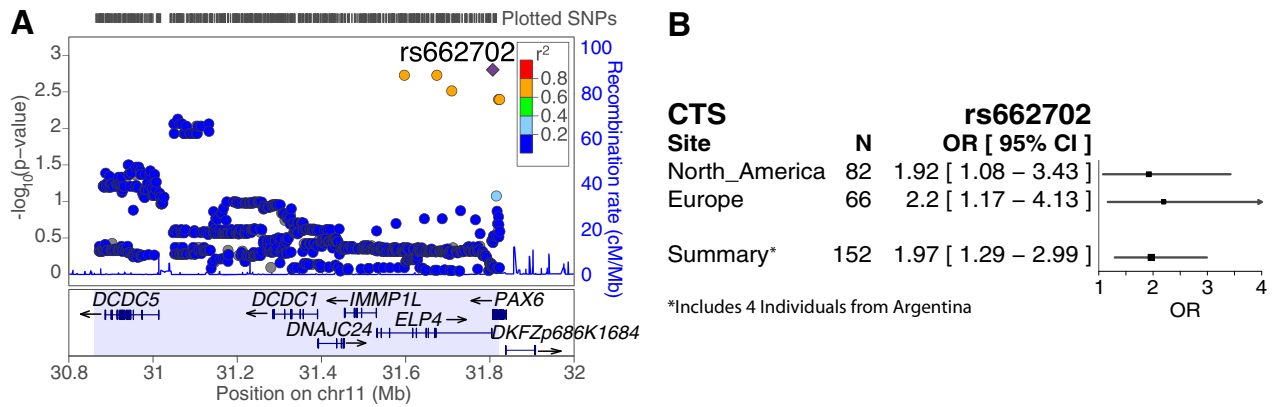 A
Plotted SNPs
rs662702
r²
0.8
0.6
0.4
0.2
3
2.5
2
1.5
1
0.5
0
-log10(p-value)
100
80
60
40
20
0
Recombination rate (cM/Mb)
DCDC5
DCDC1
IMMP1L
PAX6
DNAJC24
ELP4
DKFZp686K1684
30.8 31 31.2 31.4 31.6 31.8 32
Position on chr11 (Mb)
B
CTS rs662702
Site N OR [ 95% CI ]
North_America 82 1.92 [ 1.08 – 3.43 ]
Europe 66 2.2 [ 1.17 – 4.13 ]
Summary* 152 1.97 [ 1.29 – 2.99 ]
*Includes 4 Individuals from Argentina
1 2 3 4
OR